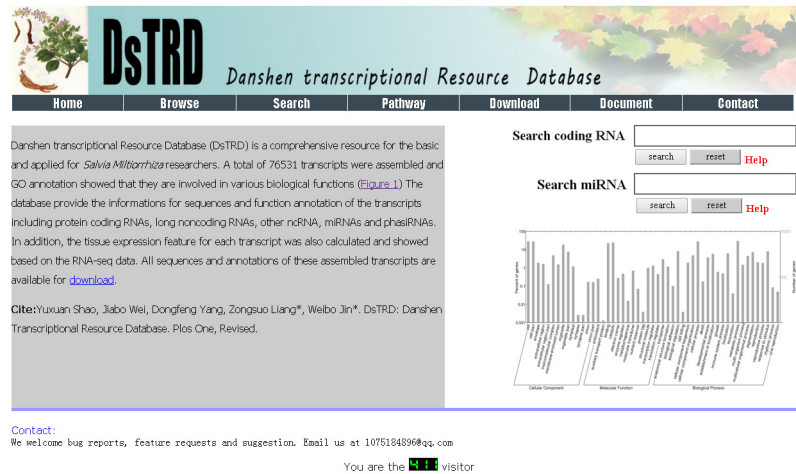 DsTRD Danshen transcriptional Resource Database
Home Browse Search Pathway Download Document Contact
Danshen transcriptional Resource Database (DsTRD) is a comprehensive resource for the basic
and applied for Salvia Miltiorrhiza researchers. A total of 76531 transcripts were assembled and
GO annotation showed that they are involved in various biological functions (Figure 1) The
database provide the informations for sequences and function annotation of the transcripts
including protein coding RNAs, long noncoding RNAs, other ncRNA, miRNAs and phasiRNAs.
In addition, the tissue expression feature for each transcript was also calculated and showed
based on the RNA-seq data. All sequences and annotations of these assembled transcripts are
available for download.
Cite:Yuxuan Shao, Jiabo Wei, Dongfeng Yang, Zongsuo Liang*, Weibo Jin*. DsTRD: Danshen
Transcriptional Resource Database. Plos One, Revised.
Search coding RNA
search reset Help
Search miRNA
search reset Help
Percent of genes
Number of genes
Cellular Component Molecular Function Biological Process
Contact:
We welcome bug reports, feature requests and suggestion. Email us at 1075184896@qq.com
You are the 411 visitor